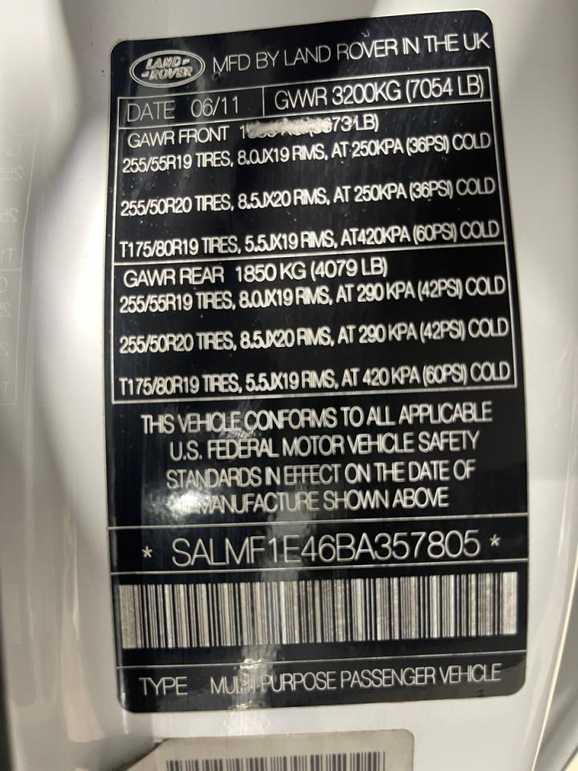 LAND-
-ROVER
MFD BY LAND ROVER IN THE UK
DATE 06/11 GVWR 3200KG (7054 LB)
GAWR FRONT LB)
255/55R19 TIRES, 8.0JX19 RIMS, AT 250KPA (36PSI) COLD
255/50R20 TIRES, 8.5JX20 RIMS, AT 250KPA (36PSI) COLD
T175/80R19 TIRES, 5.5JX19 RIMS, AT420KPA (60PSI) COLD
GAWR REAR 1850 KG (4079 LB)
255/55R19 TIRES, 8.0JX19 RIMS, AT 290 KPA (42PSI) COLD
255/50R20 TIRES, 8.5JX20 RIMS, AT 290 KPA (42PSI) COLD
T175/80R19 TIRES, 5.5JX19 RIMS, AT 420 KPA (60PSI) COLD
THIS VEHICLE CONFORMS TO ALL APPLICABLE
U.S. FEDERAL MOTOR VEHICLE SAFETY
STANDARDS IN EFFECT ON THE DATE OF
MANUFACTURE SHOWN ABOVE
* SALMF1E46BA357805 *
TYPE MULTI-PURPOSE PASSENGER VEHICLE